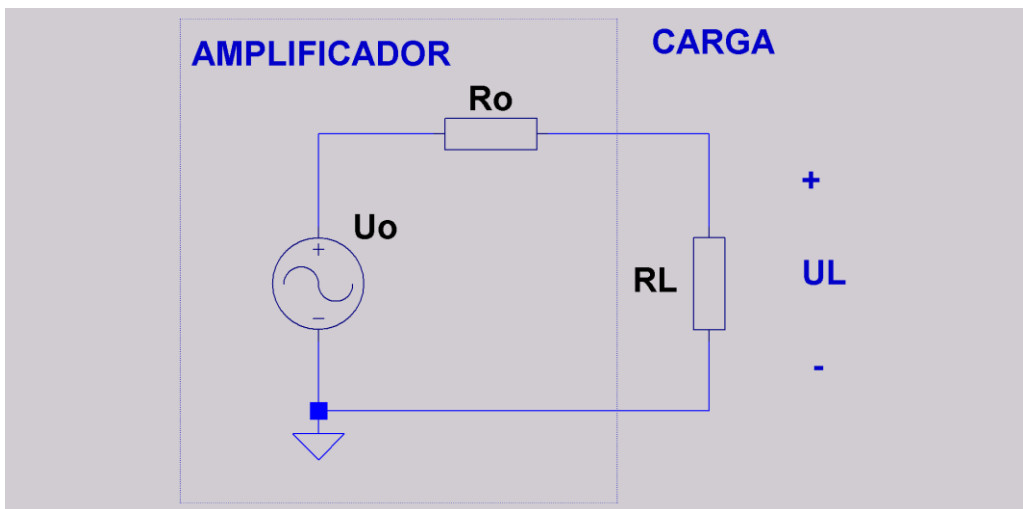 AMPLIFICADOR
CARGA
Ro
Uo
+
−
RL
+
UL
-